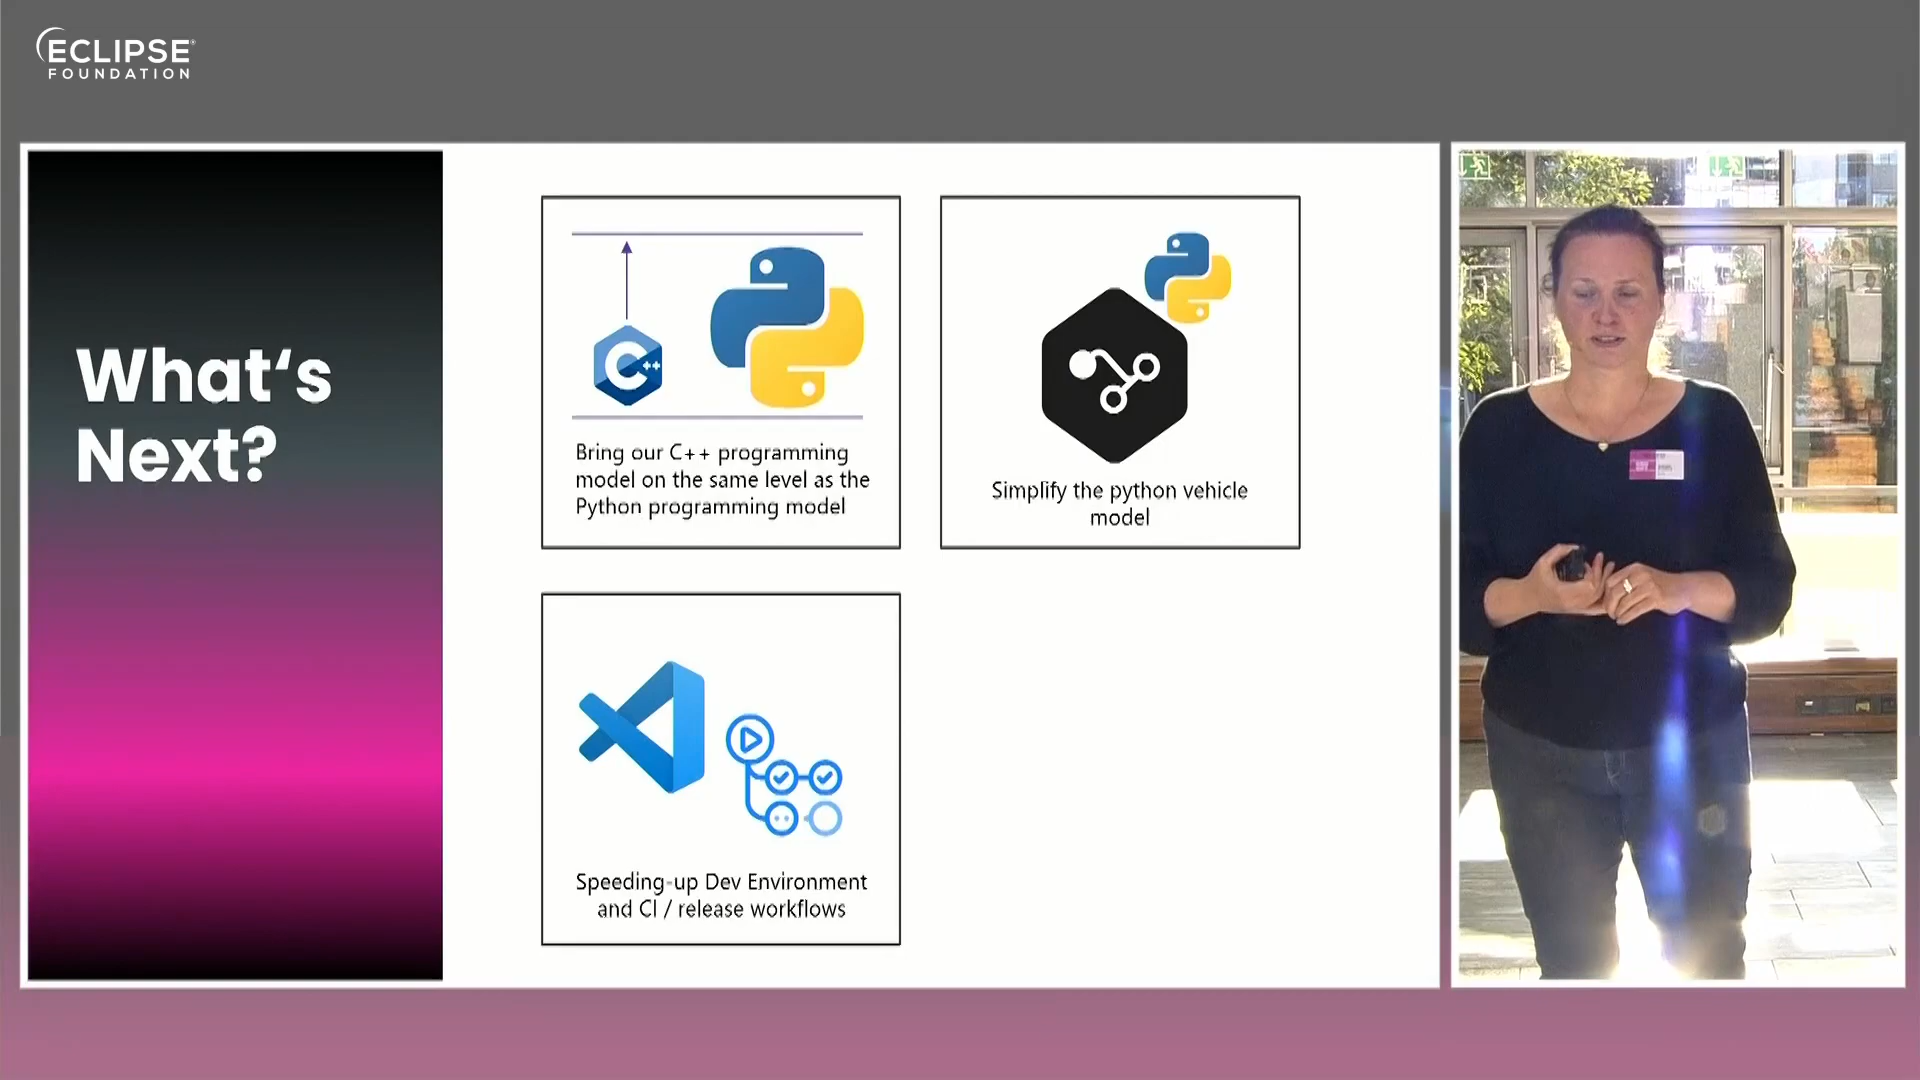 ECLIPSE
FOUNDATION
What‘s
Next?
C++
Bring our C++ programming
model on the same level as the
Python programming model
Simplify the python vehicle
model
Speeding-up Dev Environment
and CI / release workflows